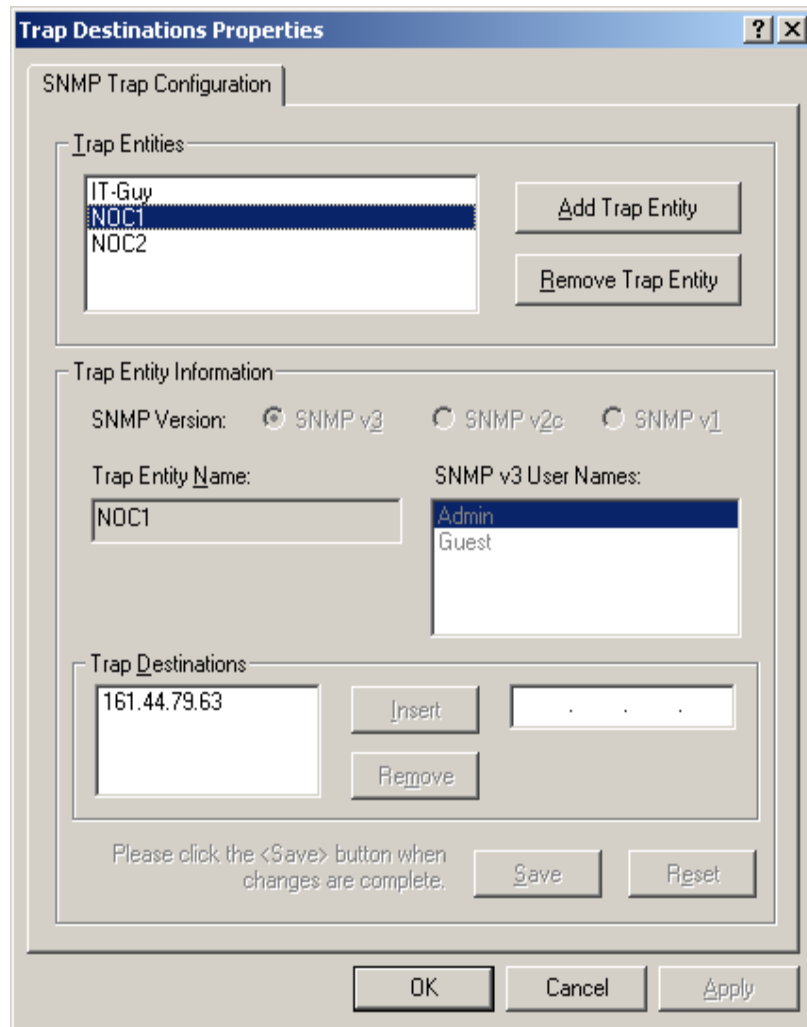 Trap Destinations Properties
SNMP Trap Configuration
Trap Entities
IT-Guy
NOC1
NOC2
Add Trap Entity
Remove Trap Entity
Trap Entity Information
SNMP Version: SNMP v3 SNMP v2c SNMP v1
Trap Entity Name:
NOC1
SNMP v3 User Names:
Admin
Guest
Trap Destinations
161.44.79.63
Insert
. . .
Remove
Please click the <Save> button when
changes are complete.
Save
Reset
OK
Cancel
Apply